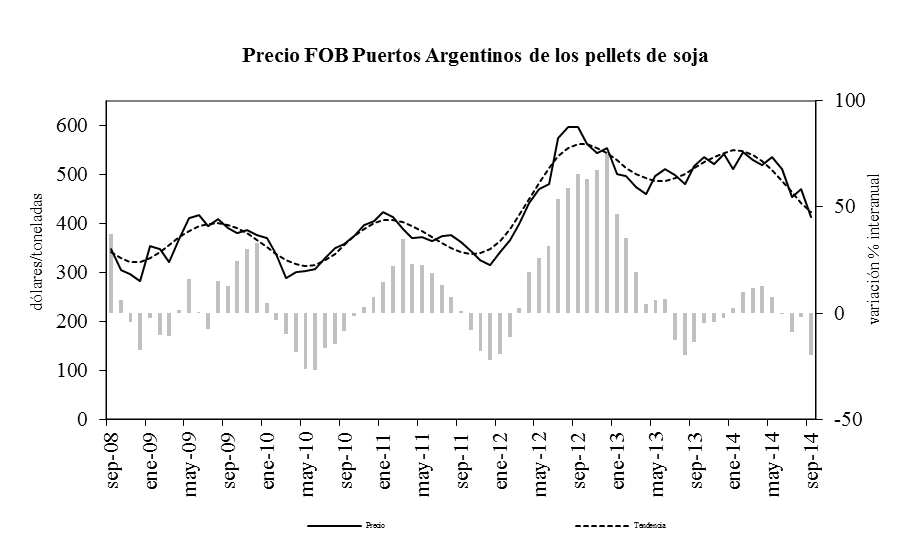 Precio FOB Puertos Argentinos de los pellets de soja
dólares/toneladas
600
500
400
300
200
100
0
100
50
0
-50
variación % interanual
sep-08
ene-09
may-09
sep-09
ene-10
may-10
sep-10
ene-11
may-11
sep-11
ene-12
may-12
sep-12
ene-13
may-13
sep-13
ene-14
may-14
sep-14
Precio
Tendencia